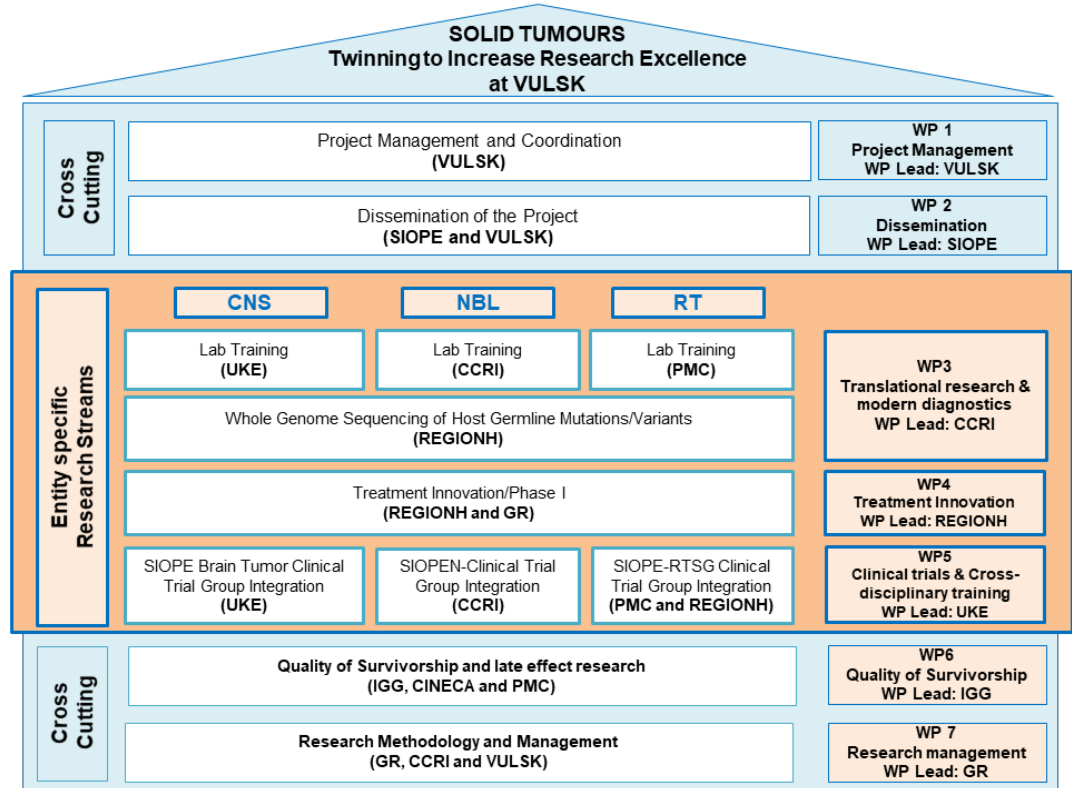 SOLID TUMOURS
Twinning to Increase Research Excellence
at VULSK
Cross
Cutting
Project Management and Coordination
(VULSK)
WP 1
Project Management
WP Lead: VULSK
Dissemination of the Project
(SIOPE and VULSK)
WP 2
Dissemination
WP Lead: SIOPE
Entity specific
Research Streams
CNS
NBL
RT
Lab Training
(UKE)
Lab Training
(CCRI)
Lab Training
(PMC)
Whole Genome Sequencing of Host Germline Mutations/Variants
(REGIONH)
WP3
Translational research &
modern diagnostics
WP Lead: CCRI
Treatment Innovation/Phase I
(REGIONH and GR)
WP4
Treatment Innovation
WP Lead: REGIONH
SIOPE Brain Tumor Clinical
Trial Group Integration
(UKE)
SIOPEN-Clinical Trial
Group Integration
(CCRI)
SIOPE-RTSG Clinical
Trial Group Integration
(PMC and REGIONH)
WP5
Clinical trials & Cross-
disciplinary training
WP Lead: UKE
Cross
Cutting
Quality of Survivorship and late effect research
(IGG, CINECA and PMC)
WP6
Quality of Survivorship
WP Lead: IGG
Research Methodology and Management
(GR, CCRI and VULSK)
WP 7
Research management
WP Lead: GR